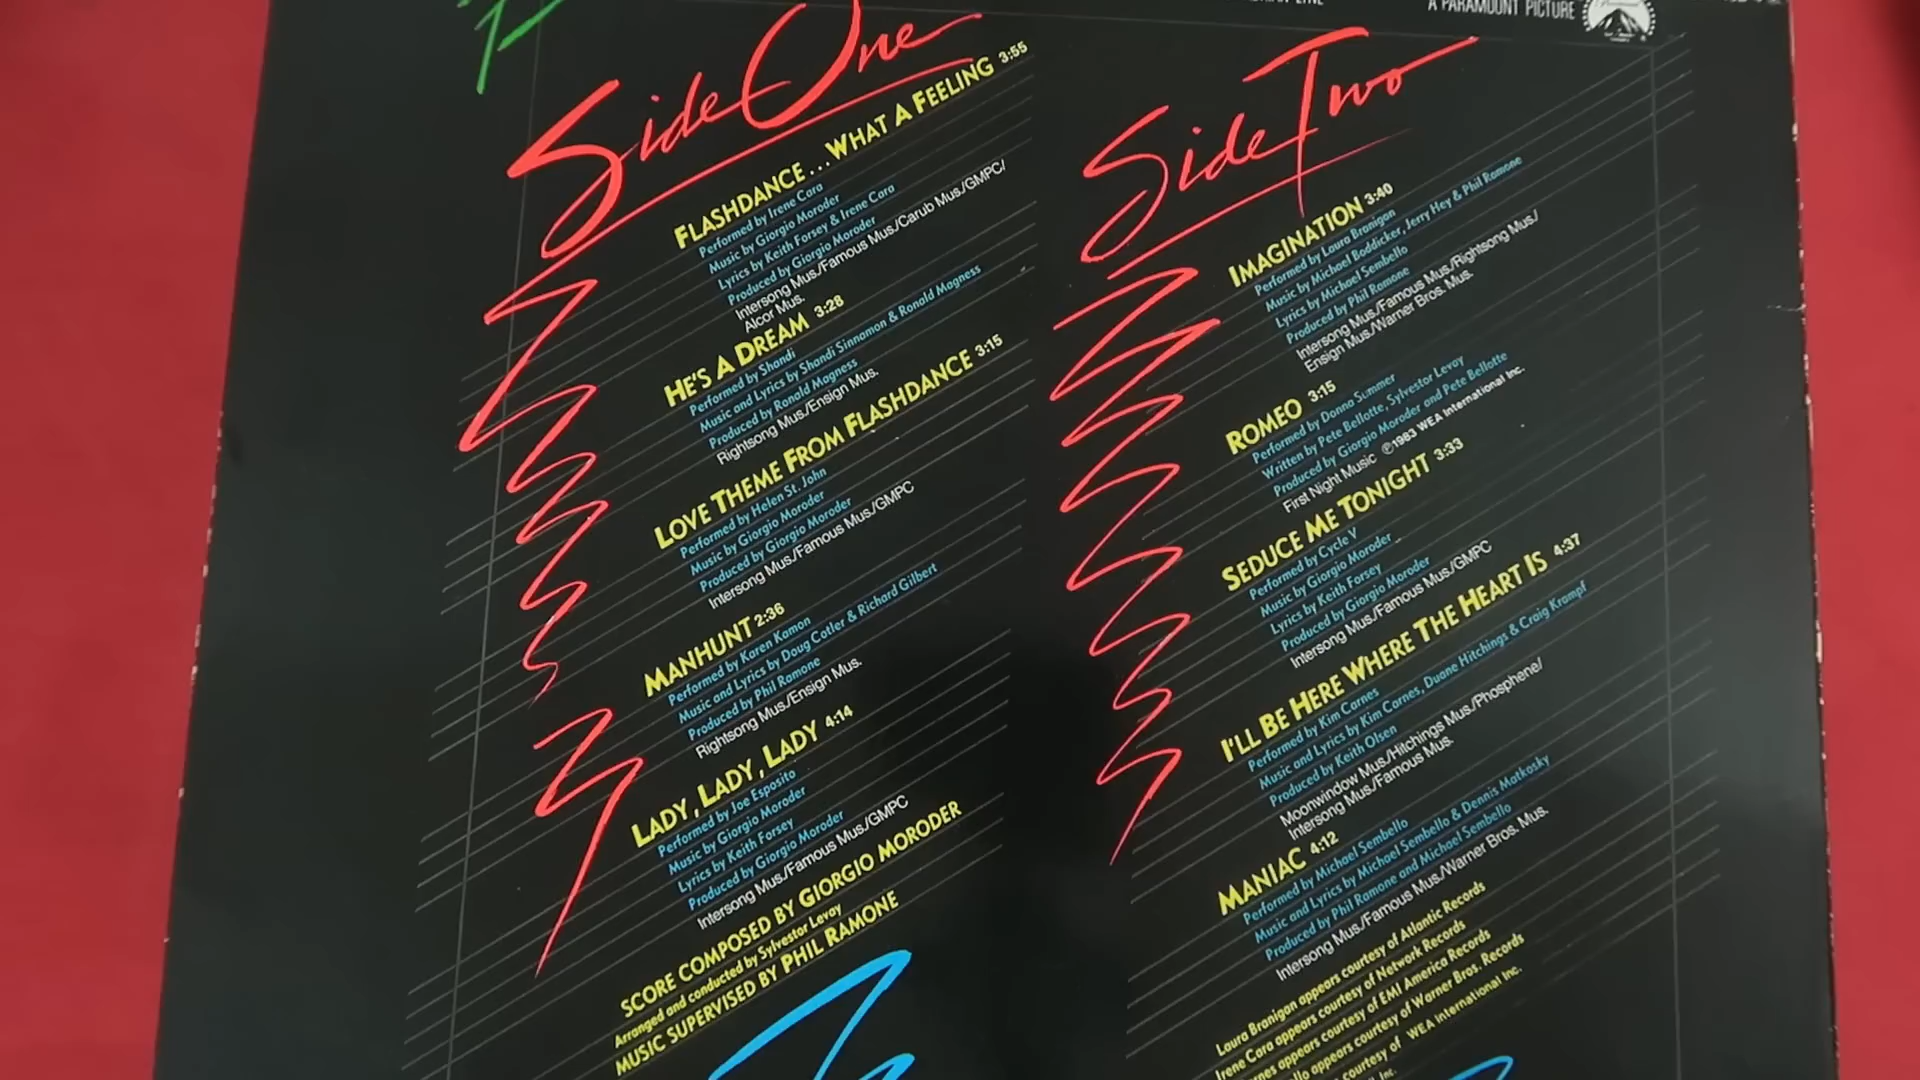 A PARAMOUNT PICTURE
Side One
FLASHDANCE...WHAT A FEELING 3:55
Performed by Irene Cara
Music by Giorgio Moroder
Lyrics by Keith Forsey & Irene Cara
Produced by Giorgio Moroder
Intersong Mus./Famous Mus./Carub Mus./GMPC/
Alcor Mus.
HE'S A DREAM 3:28
Performed by Shandi
Music and Lyrics by Shandi Sinnamon & Ronald Magness
Produced by Ronald Magness
Rightsong Mus./Ensign Mus.
LOVE THEME FROM FLASHDANCE 3:15
Performed by Helen St. John
Music by Giorgio Moroder
Produced by Giorgio Moroder
Intersong Mus./Famous Mus./GMPC
MANHUNT 2:36
Performed by Karen Kamon
Music and Lyrics by Doug Cotler & Richard Gilbert
Produced by Phil Ramone
Rightsong Mus./Ensign Mus.
LADY, LADY, LADY 4:14
Performed by Joe Esposito
Music by Giorgio Moroder
Lyrics by Keith Forsey
Produced by Giorgio Moroder
Intersong Mus./Famous Mus./GMPC
SCORE COMPOSED BY GIORGIO MORODER
Arranged and conducted by Sylvestor Levay
MUSIC SUPERVISED BY PHIL RAMONE
Side Two
IMAGINATION 3:40
Performed by Laura Branigan
Music by Michael Boddicker, Jerry Hey & Phil Ramone
Lyrics by Michael Sembello
Produced by Phil Ramone
Intersong Mus./Famous Mus./Rightsong Mus./
Ensign Mus./Warner Bros. Mus.
ROMEO 3:15
Performed by Donna Summer
Written by Pete Bellotte, Sylvester Levay
Produced by Giorgio Moroder and Pete Bellotte
First Night Music ℗1983 WEA International Inc.
SEDUCE ME TONIGHT 3:33
Performed by Cycle V
Music by Giorgio Moroder
Lyrics by Keith Forsey
Produced by Giorgio Moroder
Intersong Mus./Famous Mus./GMPC
I'LL BE HERE WHERE THE HEART IS 4:37
Performed by Kim Carnes
Music and Lyrics by Kim Carnes, Duane Hitchings & Craig Krampf
Produced by Keith Olsen
Moonwindow Mus./Hitchings Mus./Phosphene/
Intersong Mus./Famous Mus.
MANIAC 4:12
Performed by Michael Sembello
Music and Lyrics by Michael Sembello & Dennis Matkosky
Produced by Phil Ramone and Michael Sembello
Intersong Mus./Famous Mus./Warner Bros. Mus.
Laura Branigan appears courtesy of Atlantic Records
Irene Cara appears courtesy of Network Records
appears courtesy of EMI America Records
appears courtesy of Warner Bros. Records
courtesy of WEA International Inc.
Inc.